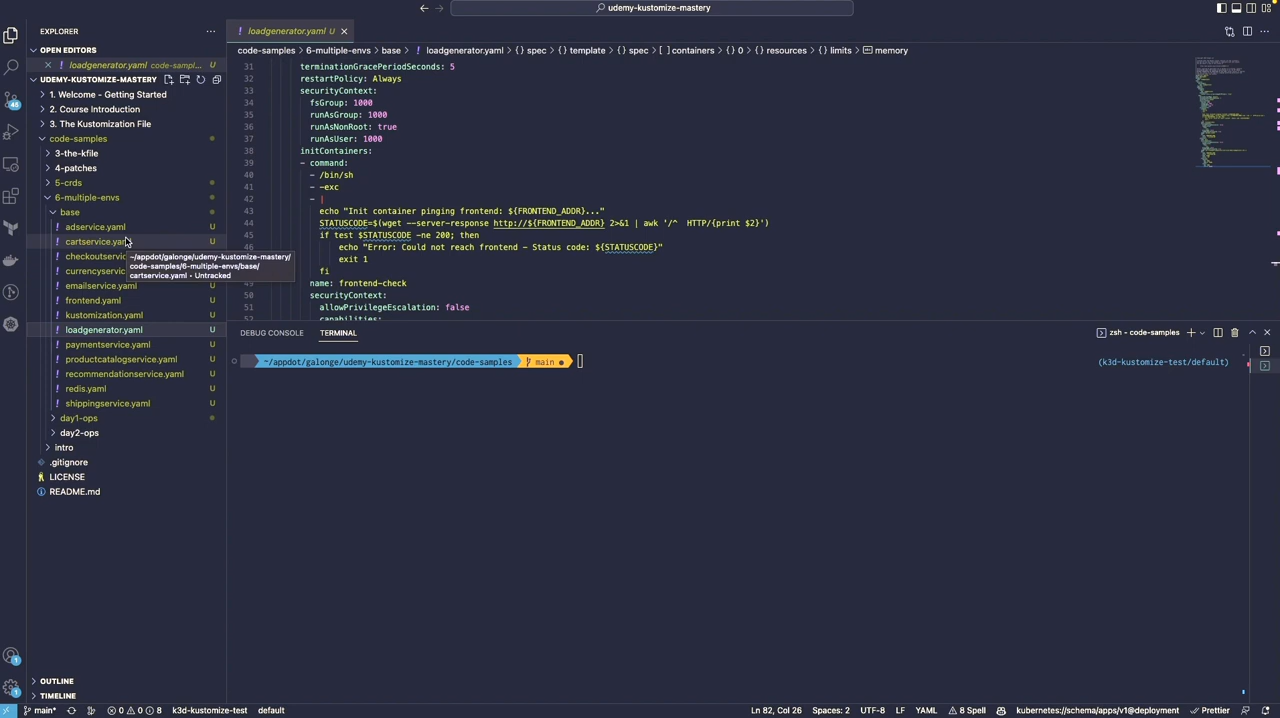 udemy-kustomize-mastery
EXPLORER
OPEN EDITORS
loadgenerator.yaml code-sampl... U
UDEMY-KUSTOMIZE-MASTERY
1. Welcome - Getting Started
2. Course Introduction
3. The Kustomization File
code-samples
3-the-kfile
4-patches
5-crds
6-multiple-envs
base
adservice.yaml U
cartservice.yaml U
checkoutservic
currencyservice
~/appdot/galonge/udemy-kustomize-mastery/
code-samples/6-multiple-envs/base/
cartservice.yaml • Untracked
emailservice.yaml U
frontend.yaml U
kustomization.yaml U
loadgenerator.yaml U
paymentservice.yaml U
productcatalogservice.yaml U
recommendationservice.yaml U
redis.yaml U
shippingservice.yaml U
day1-ops
day2-ops
intro
.gitignore
LICENSE
README.md
OUTLINE
TIMELINE
loadgenerator.yaml U
code-samples > 6-multiple-envs > base > ! loadgenerator.yaml > {} spec > {} template > {} spec > [ ] containers > {} 0 > {} resources > {} limits > memory
31 terminationGracePeriodSeconds: 5
32 restartPolicy: Always
33 securityContext:
34 fsGroup: 1000
35 runAsGroup: 1000
36 runAsNonRoot: true
37 runAsUser: 1000
38 initContainers:
39 - command:
40 - /bin/sh
41 - -exc
42 - |
43 echo "Init container pinging frontend: ${FRONTEND_ADDR}..."
44 STATUSCODE=$(wget --server-response http://${FRONTEND_ADDR} 2>&1 | awk '/^  HTTP/{print $2}')
45 if test $STATUSCODE -ne 200; then
46 echo "Error: Could not reach frontend - Status code: ${STATUSCODE}"
47 exit 1
48 fi
49 name: frontend-check
50 securityContext:
51 allowPrivilegeEscalation: false
52 capabilities:
DEBUG CONSOLE TERMINAL
zsh - code-samples
~/appdot/galonge/udemy-kustomize-mastery/code-samples main ●
(k3d-kustomize-test/default)
45
1
1
main* 0 0 8 k3d-kustomize-test default
Ln 82, Col 26 Spaces: 2 UTF-8 LF YAML 8 Spell kubernetes://schema/apps/v1@deployment Prettier